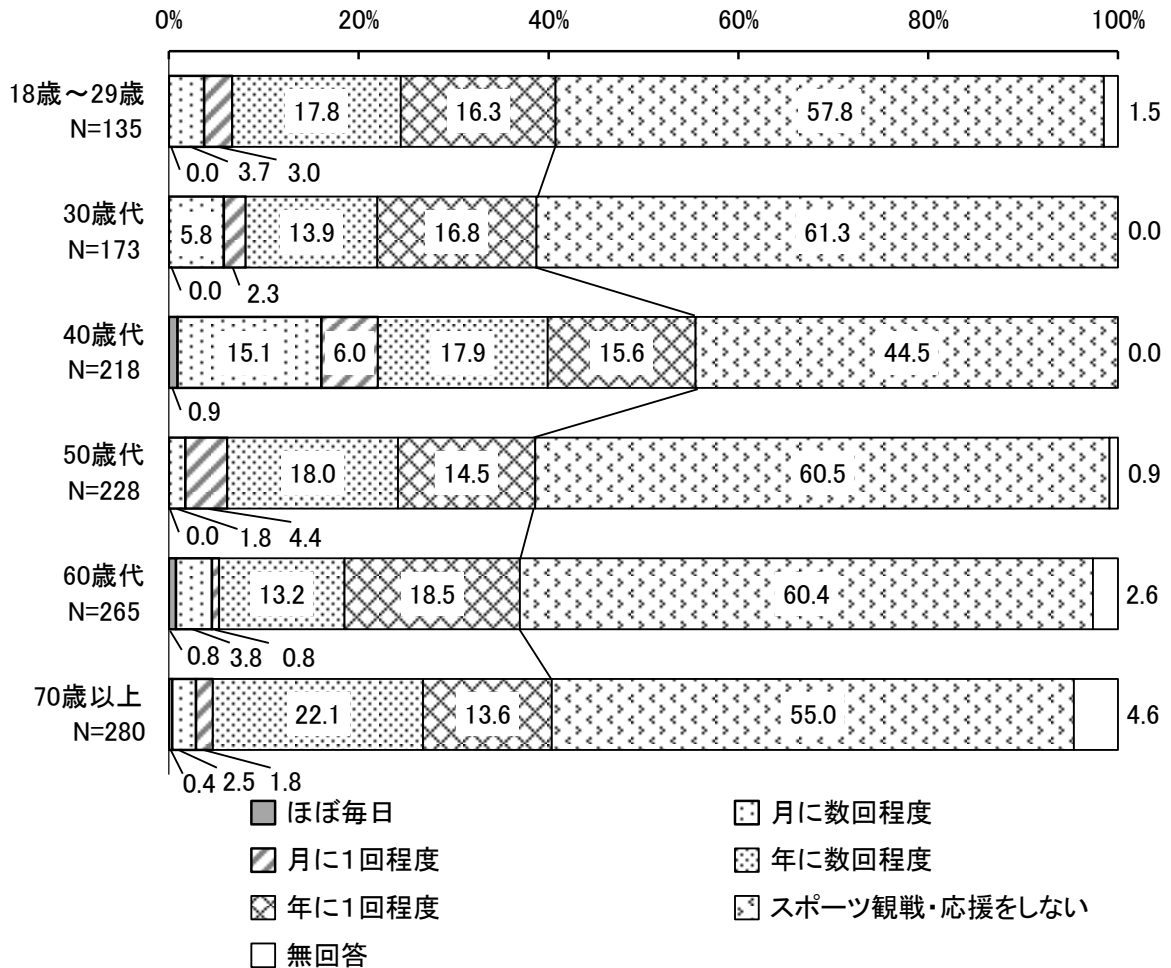 0% 20% 40% 60% 80% 100%
18歳～29歳
N=135
17.8 16.3 57.8 1.5
0.0 3.7 3.0
30歳代
N=173
5.8 13.9 16.8 61.3 0.0
0.0 2.3
40歳代
N=218
15.1 6.0 17.9 15.6 44.5 0.0
0.9
50歳代
N=228
18.0 14.5 60.5 0.9
0.0 1.8 4.4
60歳代
N=265
13.2 18.5 60.4 2.6
0.8 3.8 0.8
70歳以上
N=280
22.1 13.6 55.0 4.6
0.4 2.5 1.8
ほぼ毎日 月に数回程度
月に1回程度 年に数回程度
年に1回程度 スポーツ観戦・応援をしない
無回答